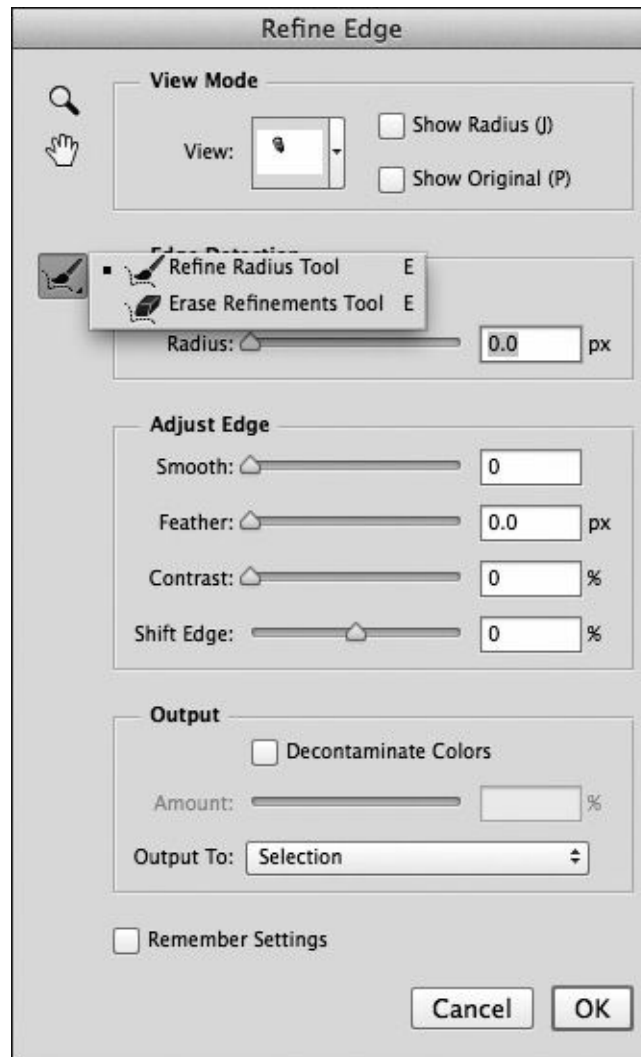 Refine Edge
View Mode
View:
Show Radius (J)
Show Original (P)
Refine Radius Tool E
Erase Refinements Tool E
Radius: 0.0 px
Adjust Edge
Smooth: 0
Feather: 0.0 px
Contrast: 0 %
Shift Edge: 0 %
Output
Decontaminate Colors
Amount: %
Output To: Selection
Remember Settings
Cancel OK